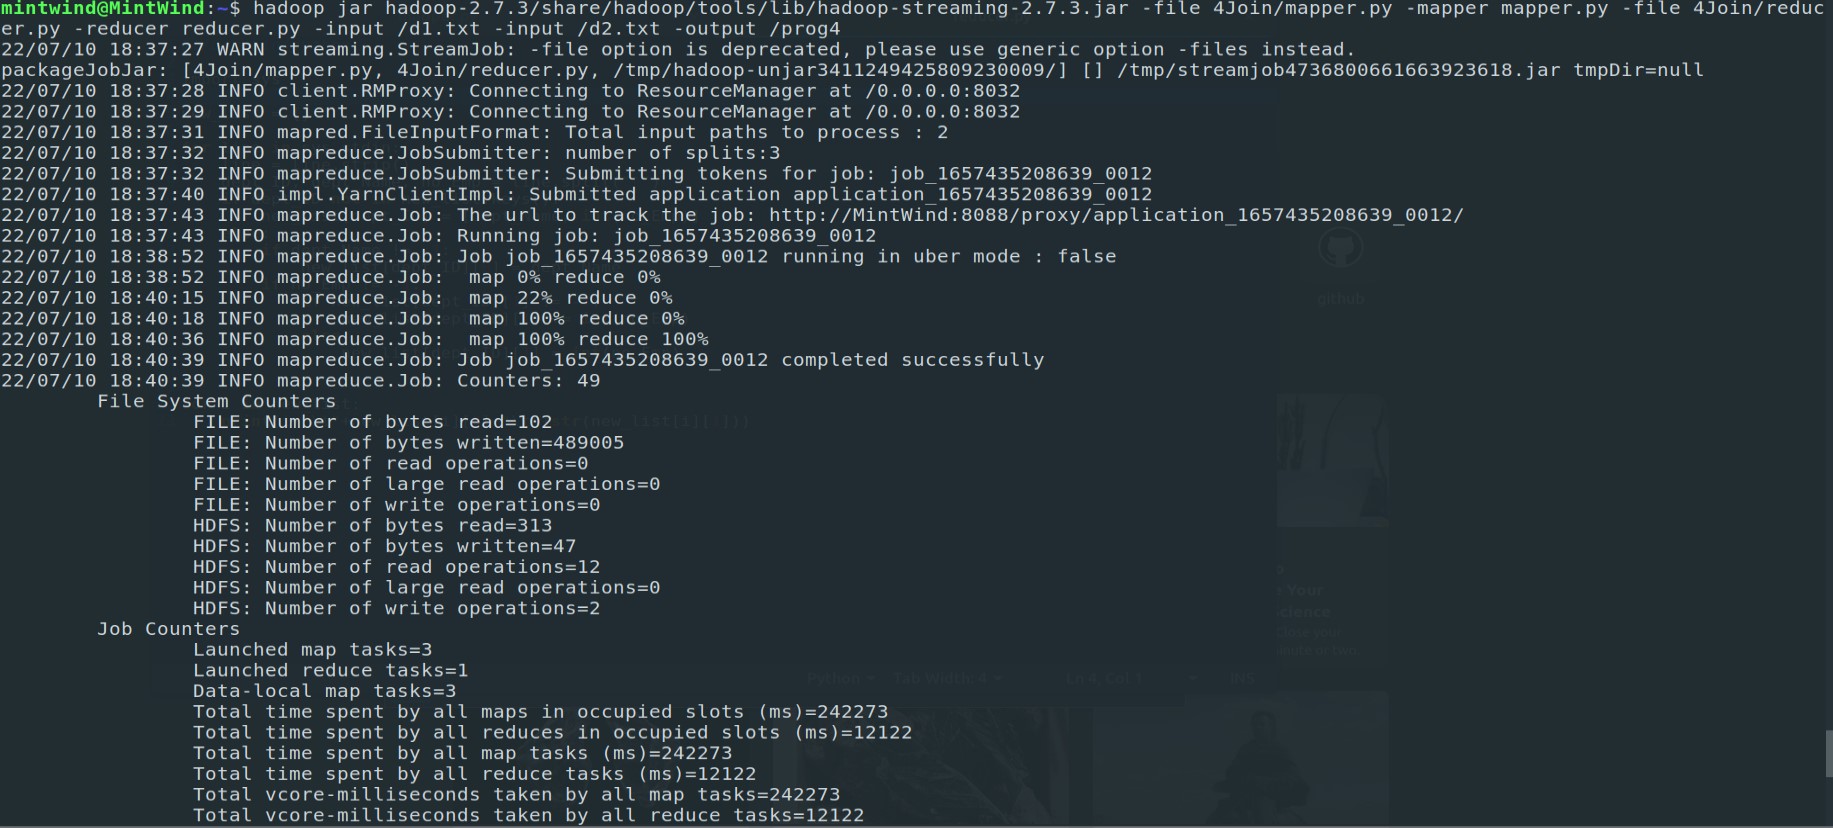 mintwind@MintWind:~$ hadoop jar hadoop-2.7.3/share/hadoop/tools/lib/hadoop-streaming-2.7.3.jar -file 4Join/mapper.py -mapper mapper.py -file 4Join/reduc
er.py -reducer reducer.py -input /d1.txt -input /d2.txt -output /prog4
22/07/10 18:37:27 WARN streaming.StreamJob: -file option is deprecated, please use generic option -files instead.
packageJobJar: [4Join/mapper.py, 4Join/reducer.py, /tmp/hadoop-unjar3411249425809230009/] [] /tmp/streamjob4736800661663923618.jar tmpDir=null
22/07/10 18:37:28 INFO client.RMProxy: Connecting to ResourceManager at /0.0.0.0:8032
22/07/10 18:37:29 INFO client.RMProxy: Connecting to ResourceManager at /0.0.0.0:8032
22/07/10 18:37:31 INFO mapred.FileInputFormat: Total input paths to process : 2
22/07/10 18:37:32 INFO mapreduce.JobSubmitter: number of splits:3
22/07/10 18:37:32 INFO mapreduce.JobSubmitter: Submitting tokens for job: job_1657435208639_0012
22/07/10 18:37:40 INFO impl.YarnClientImpl: Submitted application application_1657435208639_0012
22/07/10 18:37:43 INFO mapreduce.Job: The url to track the job: http://MintWind:8088/proxy/application_1657435208639_0012/
22/07/10 18:37:43 INFO mapreduce.Job: Running job: job_1657435208639_0012
22/07/10 18:38:52 INFO mapreduce.Job: Job job_1657435208639_0012 running in uber mode : false
22/07/10 18:38:52 INFO mapreduce.Job:  map 0% reduce 0%
22/07/10 18:40:15 INFO mapreduce.Job:  map 22% reduce 0%
22/07/10 18:40:18 INFO mapreduce.Job:  map 100% reduce 0%
22/07/10 18:40:36 INFO mapreduce.Job:  map 100% reduce 100%
22/07/10 18:40:39 INFO mapreduce.Job: Job job_1657435208639_0012 completed successfully
22/07/10 18:40:39 INFO mapreduce.Job: Counters: 49
File System Counters
FILE: Number of bytes read=102
FILE: Number of bytes written=489005
FILE: Number of read operations=0
FILE: Number of large read operations=0
FILE: Number of write operations=0
HDFS: Number of bytes read=313
HDFS: Number of bytes written=47
HDFS: Number of read operations=12
HDFS: Number of large read operations=0
HDFS: Number of write operations=2
Job Counters
Launched map tasks=3
Launched reduce tasks=1
Data-local map tasks=3
Total time spent by all maps in occupied slots (ms)=242273
Total time spent by all reduces in occupied slots (ms)=12122
Total time spent by all map tasks (ms)=242273
Total time spent by all reduce tasks (ms)=12122
Total vcore-milliseconds taken by all map tasks=242273
Total vcore-milliseconds taken by all reduce tasks=12122
github
Your
Python
Tab Width: 4
Ln 4, Col 1
INS